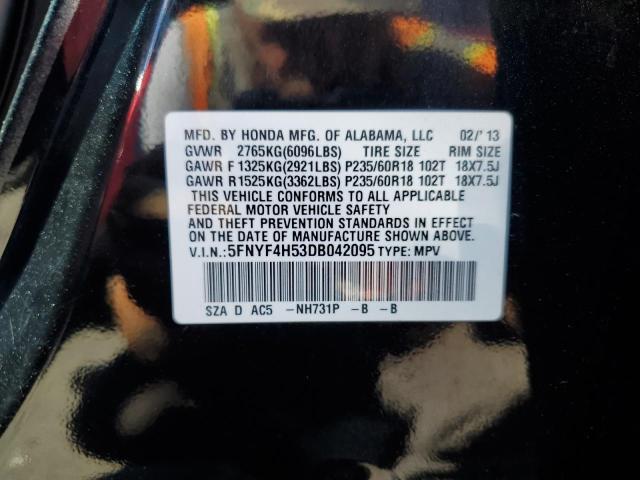 MFD. BY HONDA MFG. OF ALABAMA, LLC 02/'13
GVWR 2765KG(6096LBS) TIRE SIZE RIM SIZE
GAWR F 1325KG(2921LBS) P235/60R18 102T 18X7.5J
GAWR R1525KG(3362LBS) P235/60R18 102T 18X7.5J
THIS VEHICLE CONFORMS TO ALL APPLICABLE
FEDERAL MOTOR VEHICLE SAFETY
AND THEFT PREVENTION STANDARDS IN EFFECT
ON THE DATE OF MANUFACTURE SHOWN ABOVE.
V.I.N.:5FNYF4H53DB042095 TYPE: MPV
SZA D AC5 -NH731P -B -B